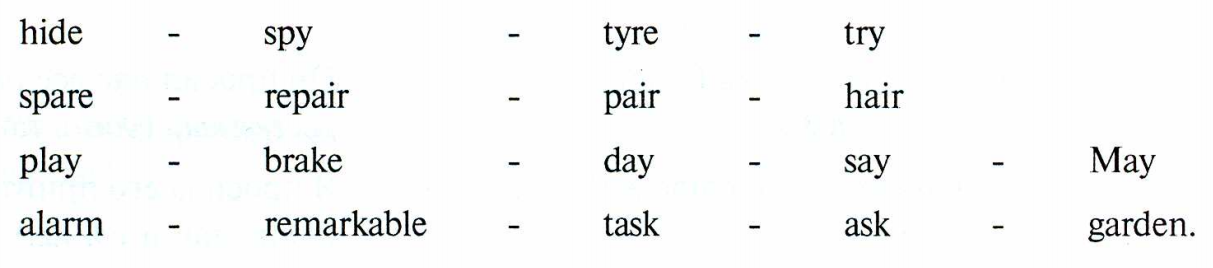 hide - spy - tyre - try
spare - repair - pair - hair
play - brake - day - say - May
alarm - remarkable - task - ask - garden.